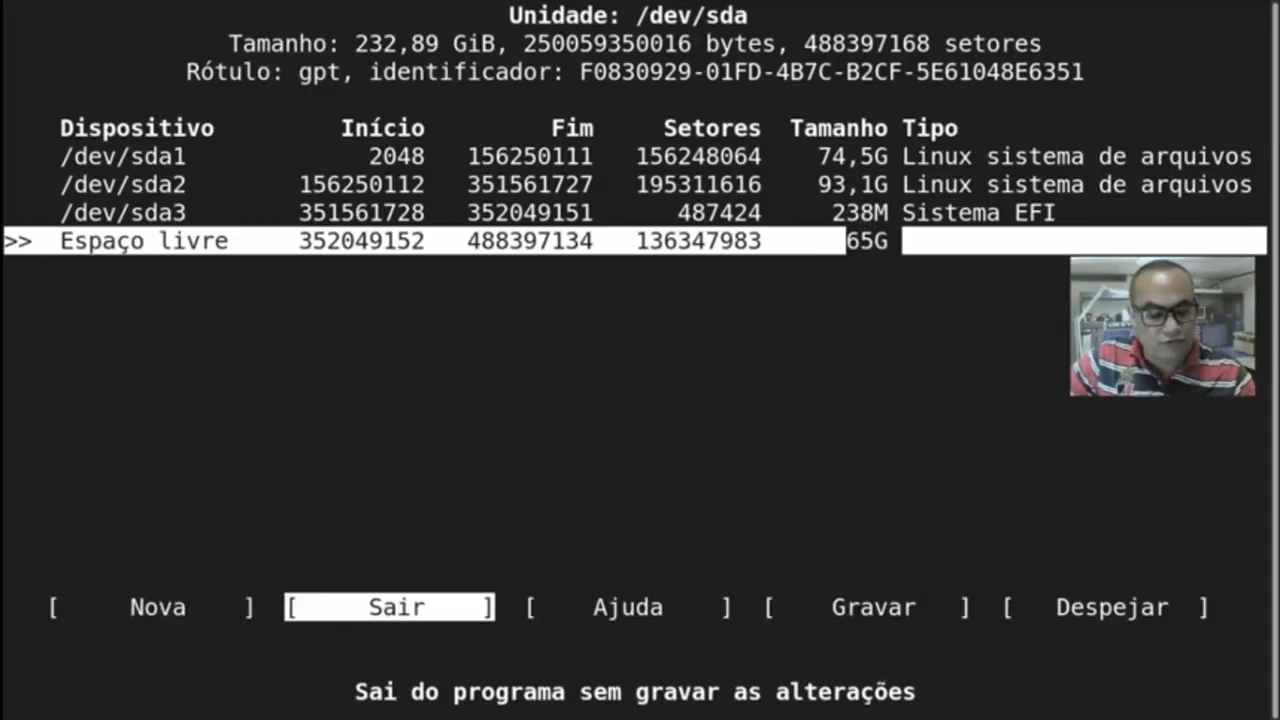 Unidade: /dev/sda
Tamanho: 232,89 GiB, 250059350016 bytes, 488397168 setores
Rótulo: gpt, identificador: F0830929-01FD-4B7C-B2CF-5E61048E6351
Dispositivo Início Fim Setores Tamanho Tipo
/dev/sda1 2048 156250111 156248064 74,5G Linux sistema de arquivos
/dev/sda2 156250112 351561727 195311616 93,1G Linux sistema de arquivos
/dev/sda3 351561728 352049151 487424 238M Sistema EFI
>> Espaço livre 352049152 488397134 136347983 65G
[ Nova ] [ Sair ] [ Ajuda ] [ Gravar ] [ Despejar ]
Sai do programa sem gravar as alterações